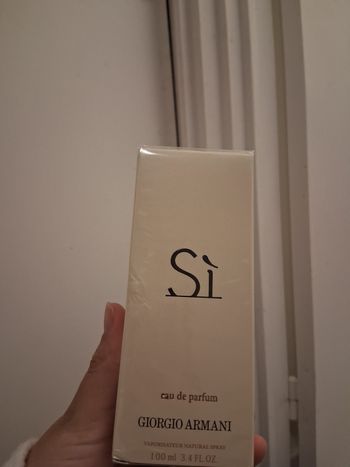 Sì
eau de parfum
GIORGIO ARMANI
VAPORISATEUR NATURAL SPRAY
100 ml 3.4 FL.OZ.